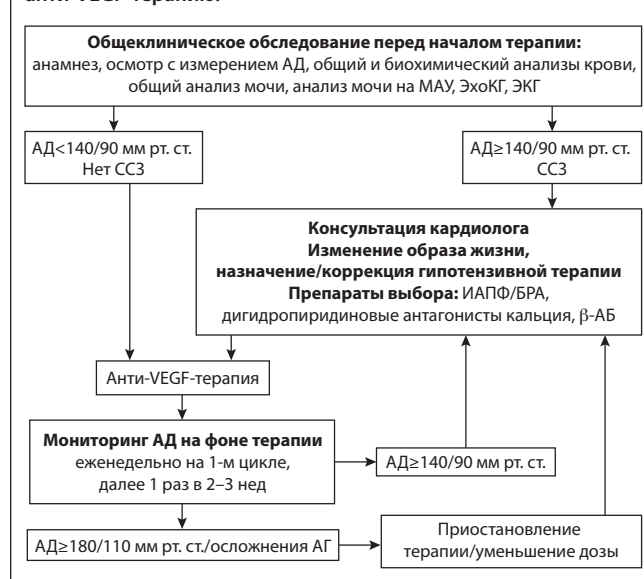 Общеклиническое обследование перед началом терапии:
анамнез, осмотр с измерением АД, общий и биохимический анализы крови,
общий анализ мочи, анализ мочи на МАУ, ЭхоКГ, ЭКГ
АД<140/90 мм рт. ст.
Нет ССЗ
АД≥140/90 мм рт. ст.
ССЗ
Консультация кардиолога
Изменение образа жизни,
назначение/коррекция гипотензивной терапии
Препараты выбора: ИАПФ/БРА,
дигидропиридиновые антагонисты кальция, β-АБ
Анти-VEGF-терапия
Мониторинг АД на фоне терапии
еженедельно на 1-м цикле,
далее 1 раз в 2–3 нед
АД≥140/90 мм рт. ст.
АД≥180/110 мм рт. ст./осложнения АГ
Приостановление
терапии/уменьшение дозы